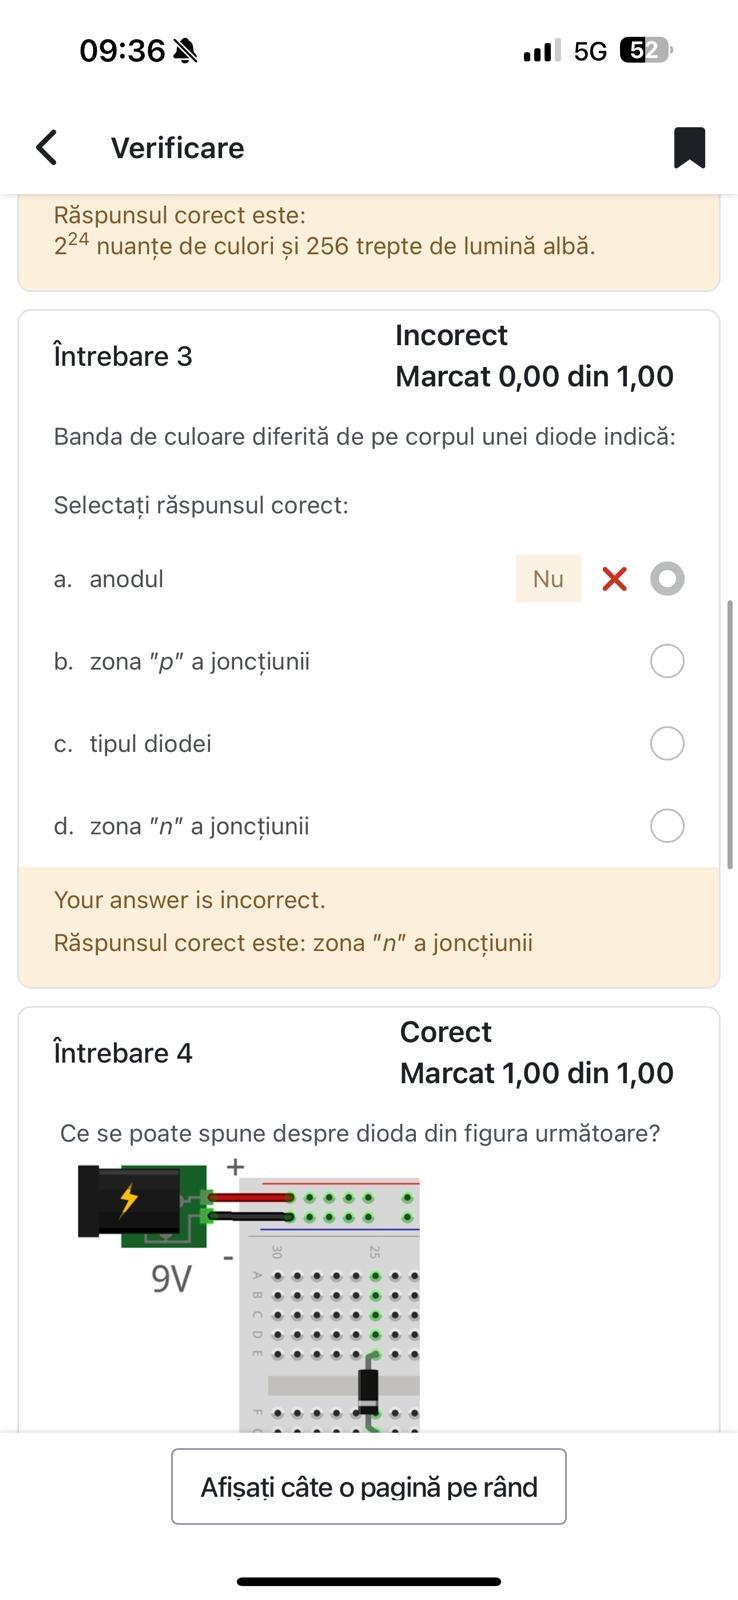 09:36
5G 52
Verificare
Răspunsul corect este:
2²⁴ nuanțe de culori și 256 trepte de lumină albă.
Întrebare 3
Incorect
Marcat 0,00 din 1,00
Banda de culoare diferită de pe corpul unei diode indică:
Selectați răspunsul corect:
a. anodul
Nu
b. zona "p" a joncțiunii
c. tipul diodei
d. zona "n" a joncțiunii
Your answer is incorrect.
Răspunsul corect este: zona "n" a joncțiunii
Întrebare 4
Corect
Marcat 1,00 din 1,00
Ce se poate spune despre dioda din figura următoare?
+
-
9V
30 25
A
B
C
D
E
F
Afișați câte o pagină pe rând